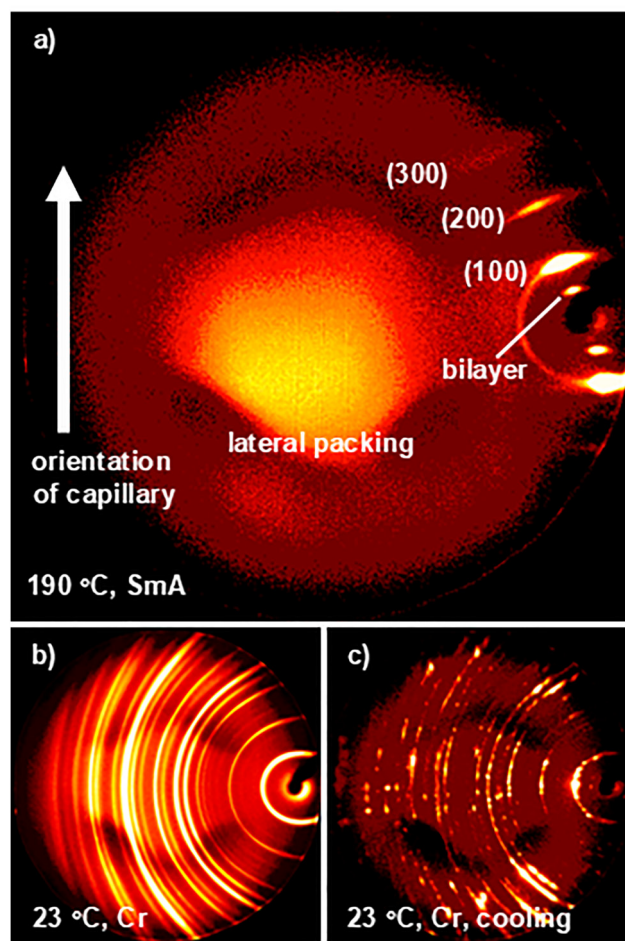 a)
(300)
(200)
(100)
bilayer
lateral packing
orientation
of capillary
190 °C, SmA
b)
c)
23 °C, Cr
23 °C, Cr, cooling